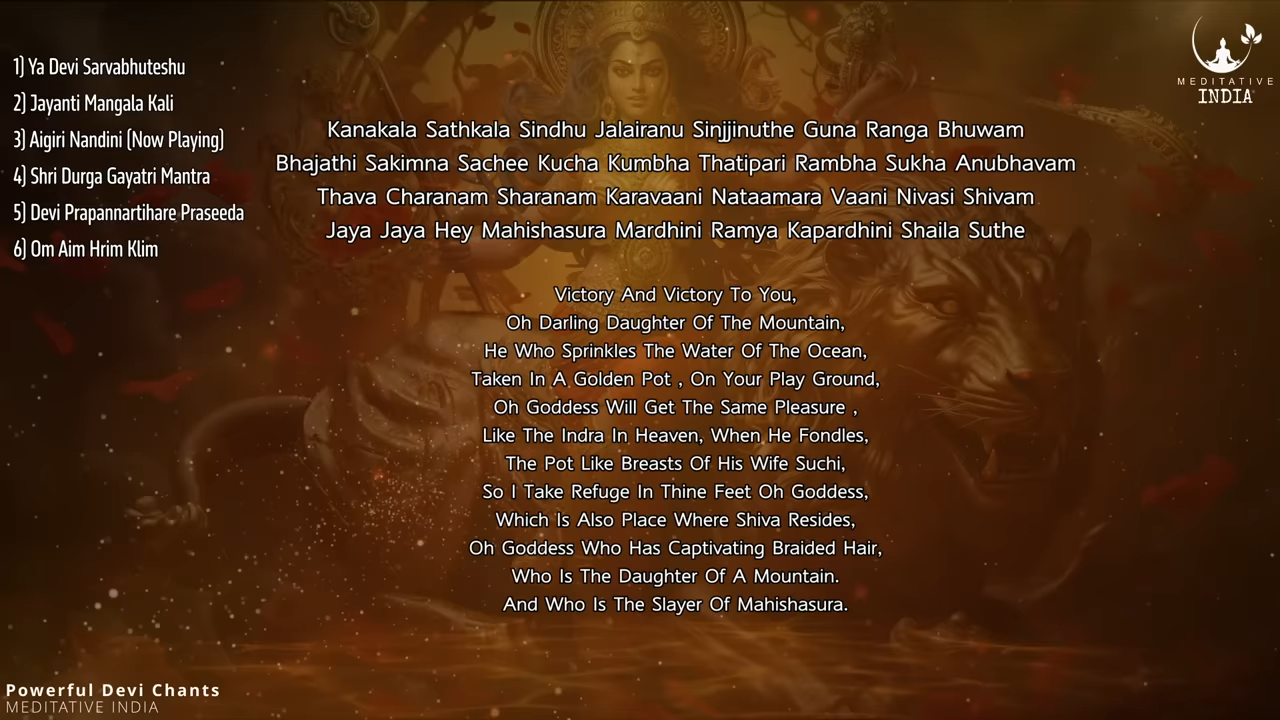 1) Ya Devi Sarvabhuteshu
2) Jayanti Mangala Kali
3) Aigiri Nandini (Now Playing)
4) Shri Durga Gayatri Mantra
5) Devi Prapannartihare Praseeda
6) Om Aim Hrim Klim
MEDITATIVE
INDIA
Kanakala Sathkala Sindhu Jalairanu Sinjjinuthe Guna Ranga Bhuwam
Bhajathi Sakimna Sachee Kucha Kumbha Thatipari Rambha Sukha Anubhavam
Thava Charanam Sharanam Karavaani Nataamara Vaani Nivasi Shivam
Jaya Jaya Hey Mahishasura Mardhini Ramya Kapardhini Shaila Suthe
Victory And Victory To You,
Oh Darling Daughter Of The Mountain,
He Who Sprinkles The Water Of The Ocean,
Taken In A Golden Pot , On Your Play Ground,
Oh Goddess Will Get The Same Pleasure ,
Like The Indra In Heaven, When He Fondles,
The Pot Like Breasts Of His Wife Suchi,
So I Take Refuge In Thine Feet Oh Goddess,
Which Is Also Place Where Shiva Resides,
Oh Goddess Who Has Captivating Braided Hair,
Who Is The Daughter Of A Mountain.
And Who Is The Slayer Of Mahishasura.
Powerful Devi Chants
MEDITATIVE INDIA